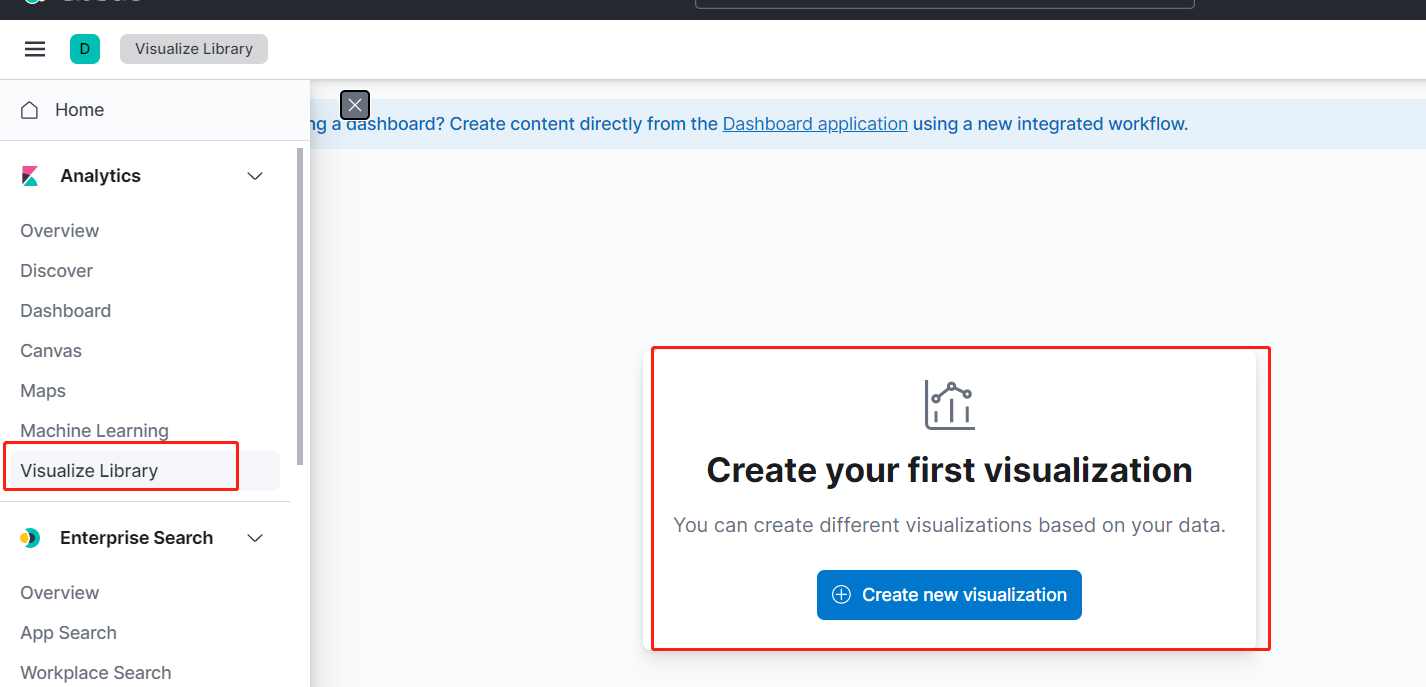 D
Visualize Library
Home
a dashboard? Create content directly from the Dashboard application using a new integrated workflow.
Analytics
Overview
Discover
Dashboard
Canvas
Maps
Machine Learning
Visualize Library
Enterprise Search
Overview
App Search
Workplace Search
Create your first visualization
You can create different visualizations based on your data.
Create new visualization